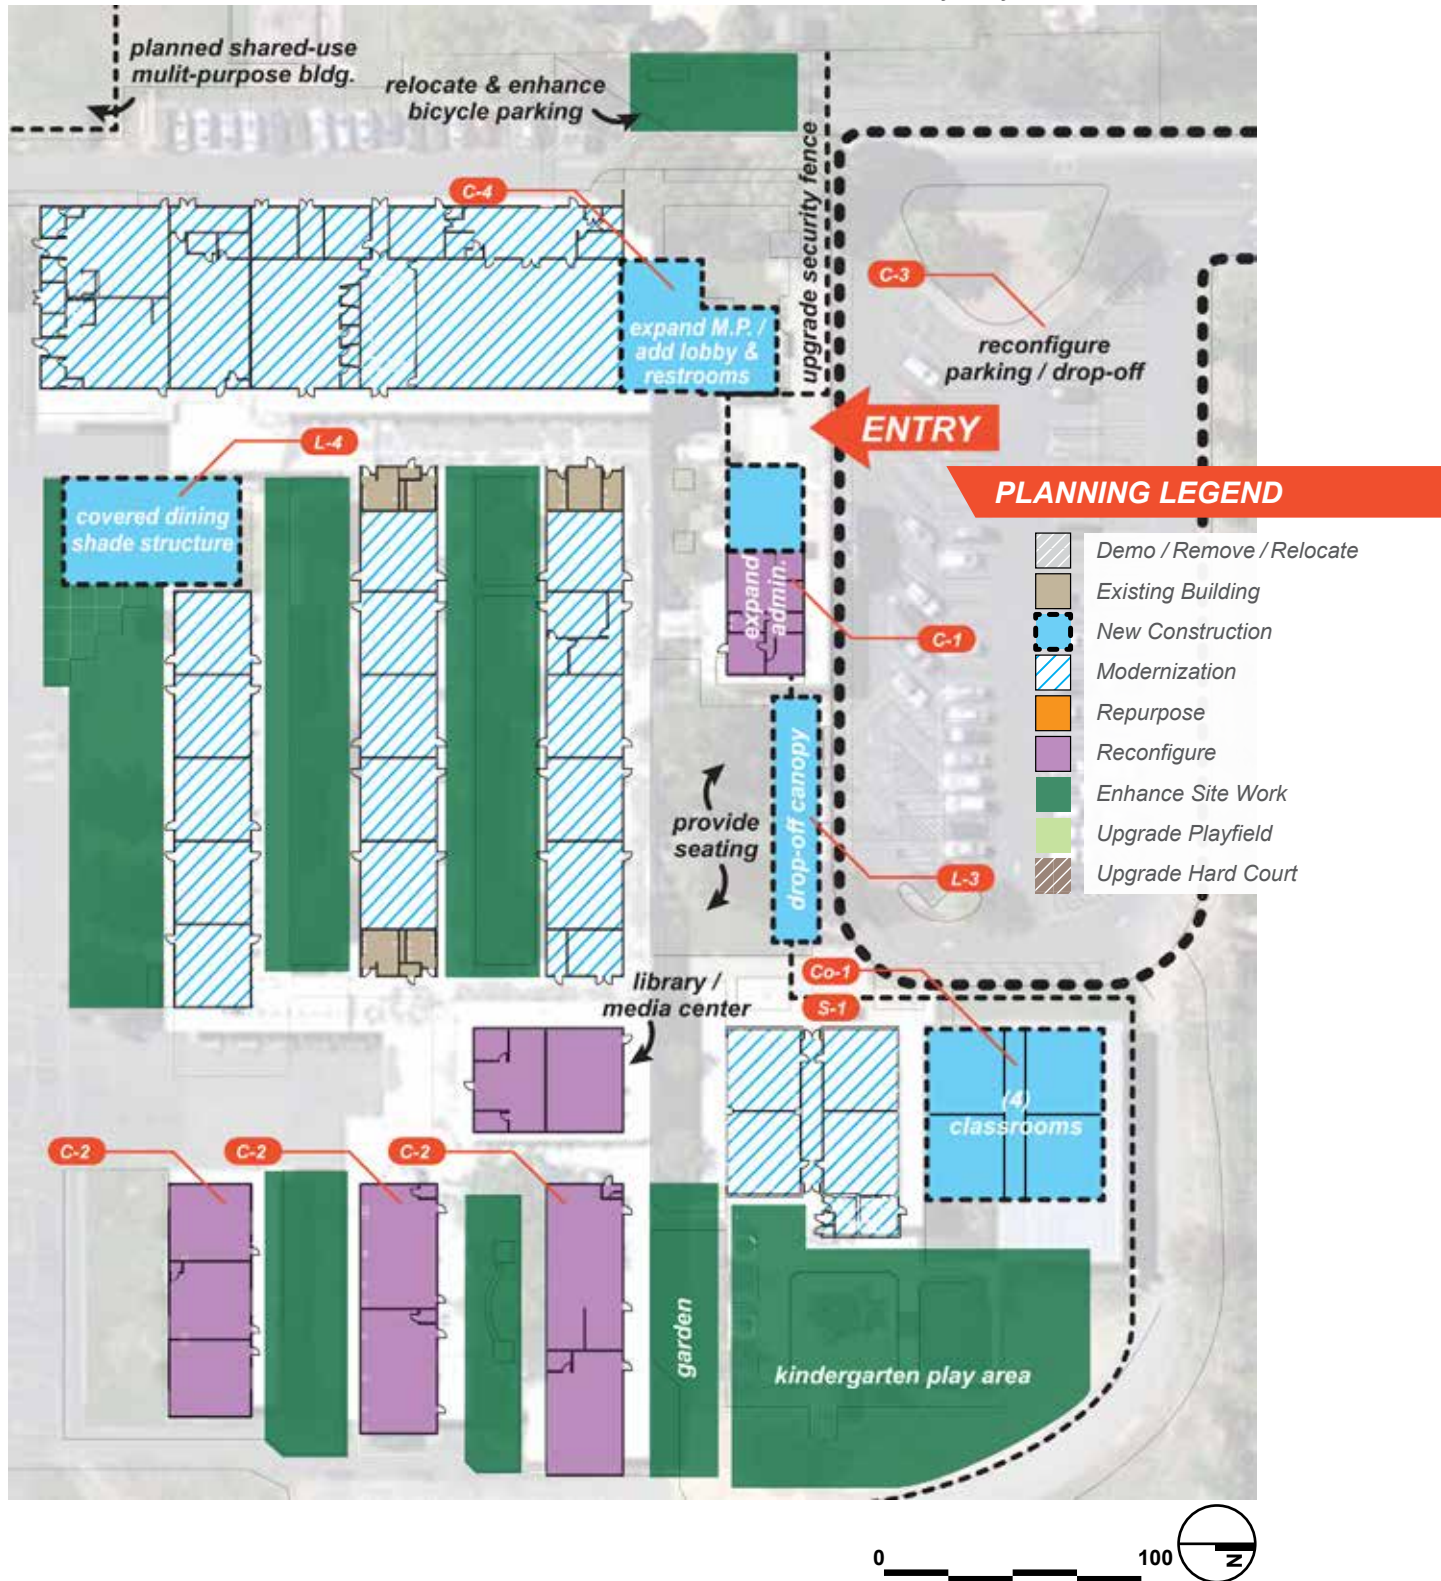 planned shared-use
mulit-purpose bldg.
relocate & enhance
bicycle parking
upgrade security fence
C-4
C-3
expand M.P. /
add lobby &
restrooms
reconfigure
parking / drop-off
ENTRY
L-4
covered dining
shade structure
PLANNING LEGEND
Demo / Remove / Relocate
Existing Building
New Construction
Modernization
Repurpose
Reconfigure
Enhance Site Work
Upgrade Playfield
Upgrade Hard Court
expand
admin.
C-1
drop-off canopy
provide
seating
L-3
Co-1
S-1
library /
media center
(4)
classrooms
C-2
C-2
C-2
garden
kindergarten play area
0
100
N